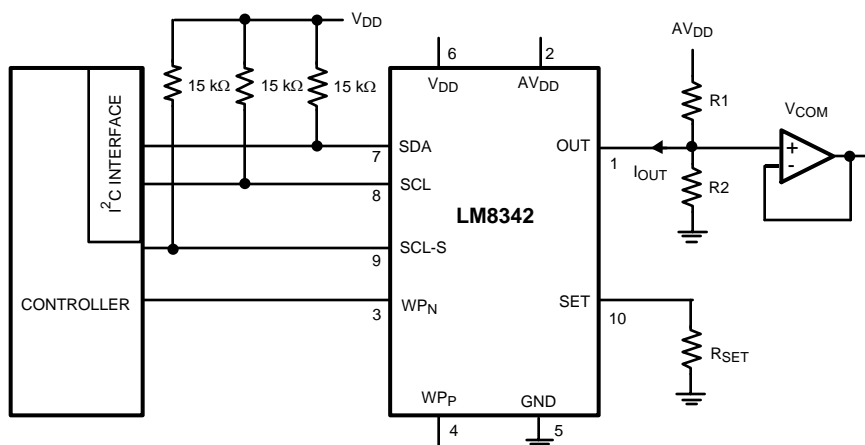 VDD
15 kΩ
15 kΩ
15 kΩ
I2C INTERFACE
CONTROLLER
6
VDD
2
AVDD
7
SDA
8
SCL
9
SCL-S
3
WPN
LM8342
OUT
1
SET
10
WPP
4
GND
5
AVDD
R1
IOUT
R2
VCOM
+
-
RSET